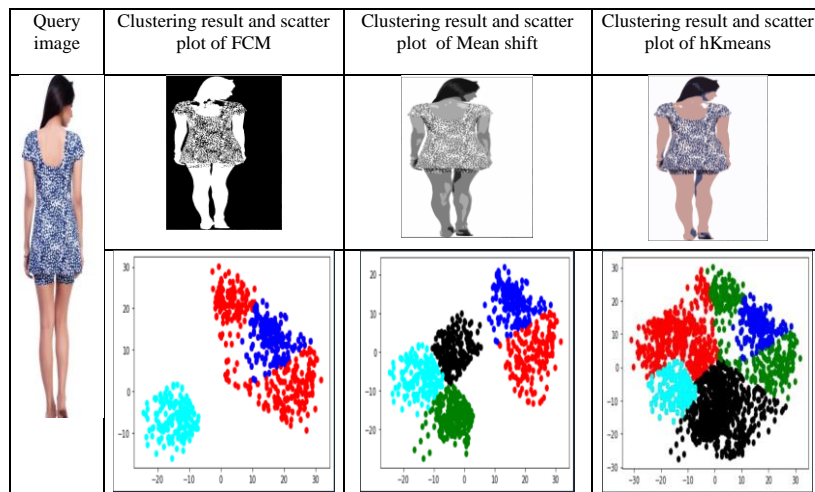 Query
image
Clustering result and scatter
plot of FCM
Clustering result and scatter
plot of Mean shift
Clustering result and scatter
plot of hKmeans
30
20
10
0
−10
−20 −10 0 10 20 30
20
10
0
−10
−20
−20 −10 0 10 20 30
30
20
10
0
−10
−20
−30
−30 −20 −10 0 10 20 30